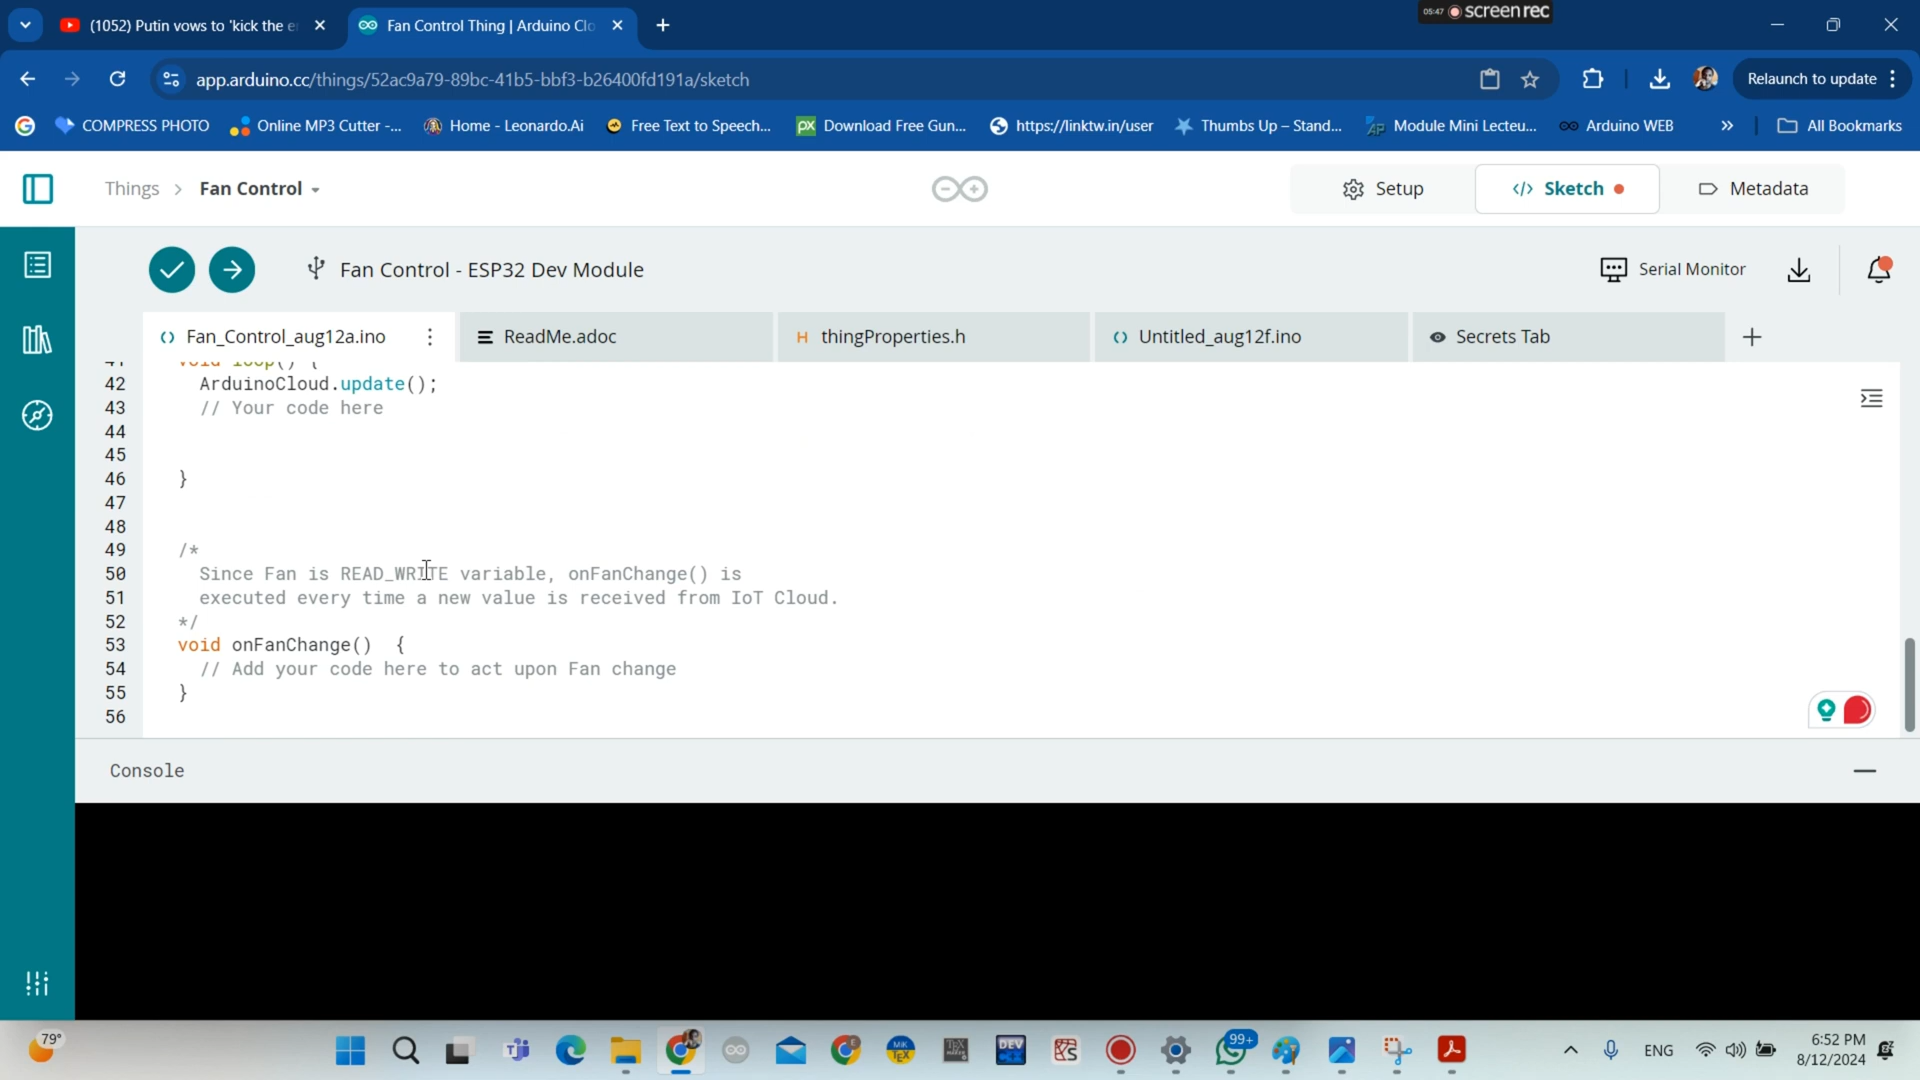 05:47 screenrec
(1052) Putin vows to 'kick the e
Fan Control Thing | Arduino Clo
app.arduino.cc/things/52ac9a79-89bc-41b5-bbf3-b26400fd191a/sketch
Relaunch to update
COMPRESS PHOTO
Online MP3 Cutter -...
Home - Leonardo.Ai
Free Text to Speech...
Download Free Gun...
https://linktw.in/user
Thumbs Up – Stand...
Module Mini Lecteu...
Arduino WEB
All Bookmarks
Things > Fan Control
Setup
</> Sketch
Metadata
Fan Control - ESP32 Dev Module
Serial Monitor
Fan_Control_aug12a.ino
ReadMe.adoc
H thingProperties.h
Untitled_aug12f.ino
Secrets Tab
41 void loop() {
42 ArduinoCloud.update();
43 // Your code here
44
45
46 }
47
48
49 /*
50 Since Fan is READ_WRITE variable, onFanChange() is
51 executed every time a new value is received from IoT Cloud.
52 */
53 void onFanChange()  {
54 // Add your code here to act upon Fan change
55 }
56
Console
79°
DEV
99+
ENG
6:52 PM
8/12/2024